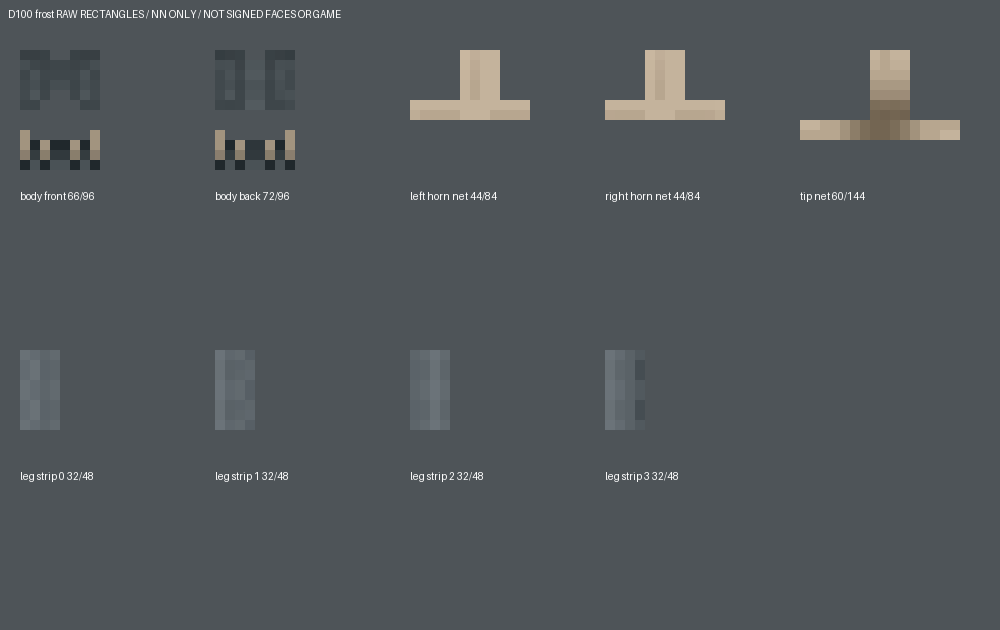 D100 frost RAW RECTANGLES / NN ONLY / NOT SIGNED FACES OR GAME
body front 66/96
body back 72/96
left horn net 44/84
right horn net 44/84
tip net 60/144
leg strip 0 32/48
leg strip 1 32/48
leg strip 2 32/48
leg strip 3 32/48